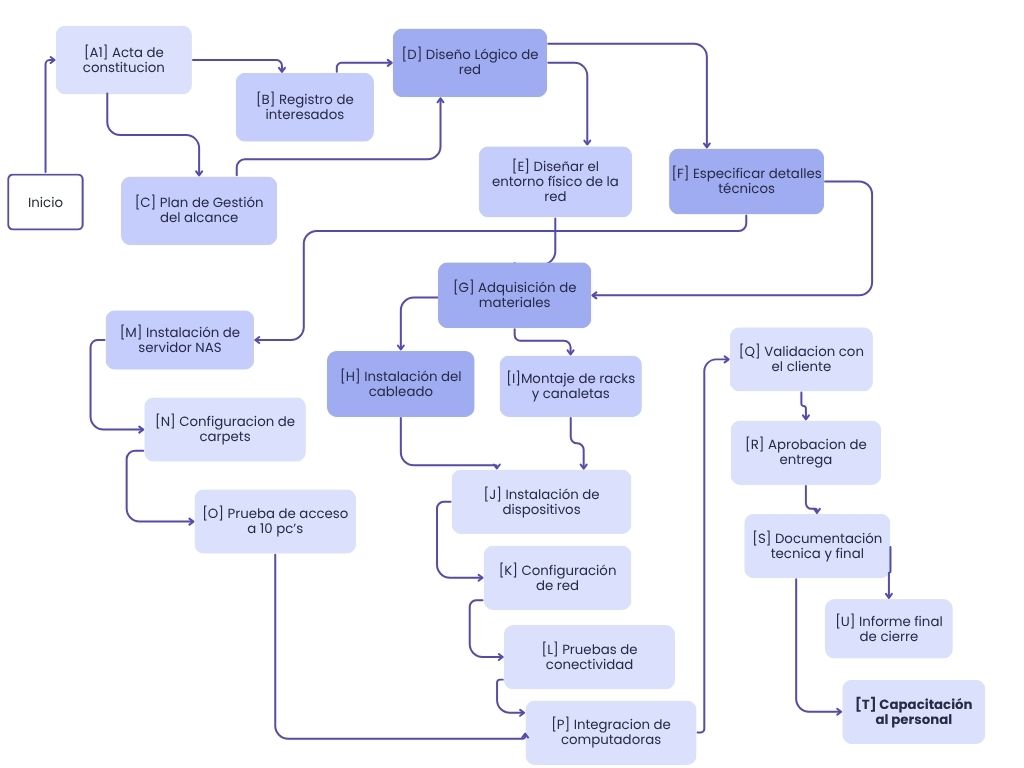 [A1] Acta de
constitucion
[D] Diseño Lógico de
red
[B] Registro de
interesados
[E] Diseñar el
entorno físico de la
red
[F] Especificar detalles
técnicos
Inicio
[C] Plan de Gestión
del alcance
[G] Adquisición de
materiales
[M] Instalación de
servidor NAS
[H] Instalación del
cableado
[I]Montaje de racks
y canaletas
[Q] Validacion con
el cliente
[N] Configuracion de
carpets
[R] Aprobacion de
entrega
[O] Prueba de acceso
a 10 pc's
[J] Instalación de
dispositivos
[S] Documentación
tecnica y final
[K] Configuración
de red
[U] Informe final
de cierre
[L] Pruebas de
conectividad
[T] Capacitación
al personal
[P] Integracion de
computadoras